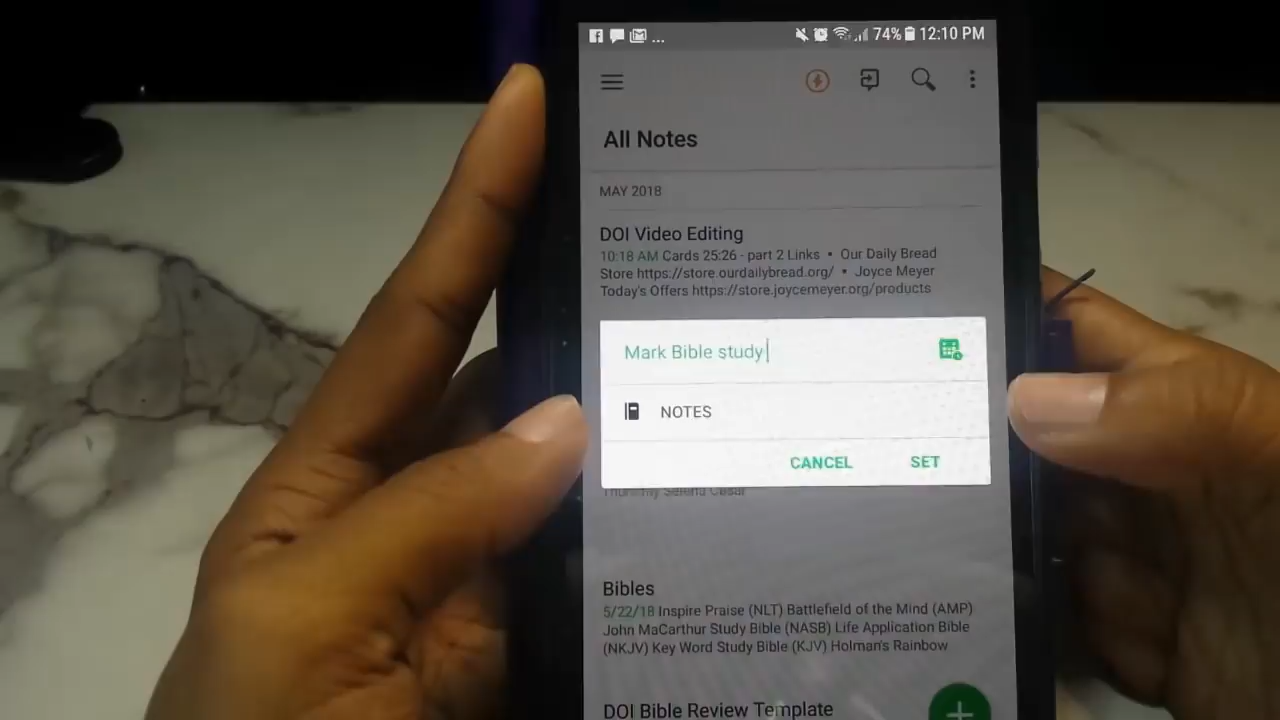 ... 74% 12:10 PM
All Notes
MAY 2018
DOI Video Editing
10:18 AM Cards 25:26 - part 2 Links • Our Daily Bread
Store https://store.ourdailybread.org/ • Joyce Meyer
Today's Offers https://store.joycemeyer.org/products
Mark Bible study
NOTES
CANCEL SET
Thursday Selena Cesar
Bibles
5/22/18 Inspire Praise (NLT) Battlefield of the Mind (AMP)
John MacArthur Study Bible (NASB) Life Application Bible
(NKJV) Key Word Study Bible (KJV) Holman's Rainbow
DOI Bible Review Template